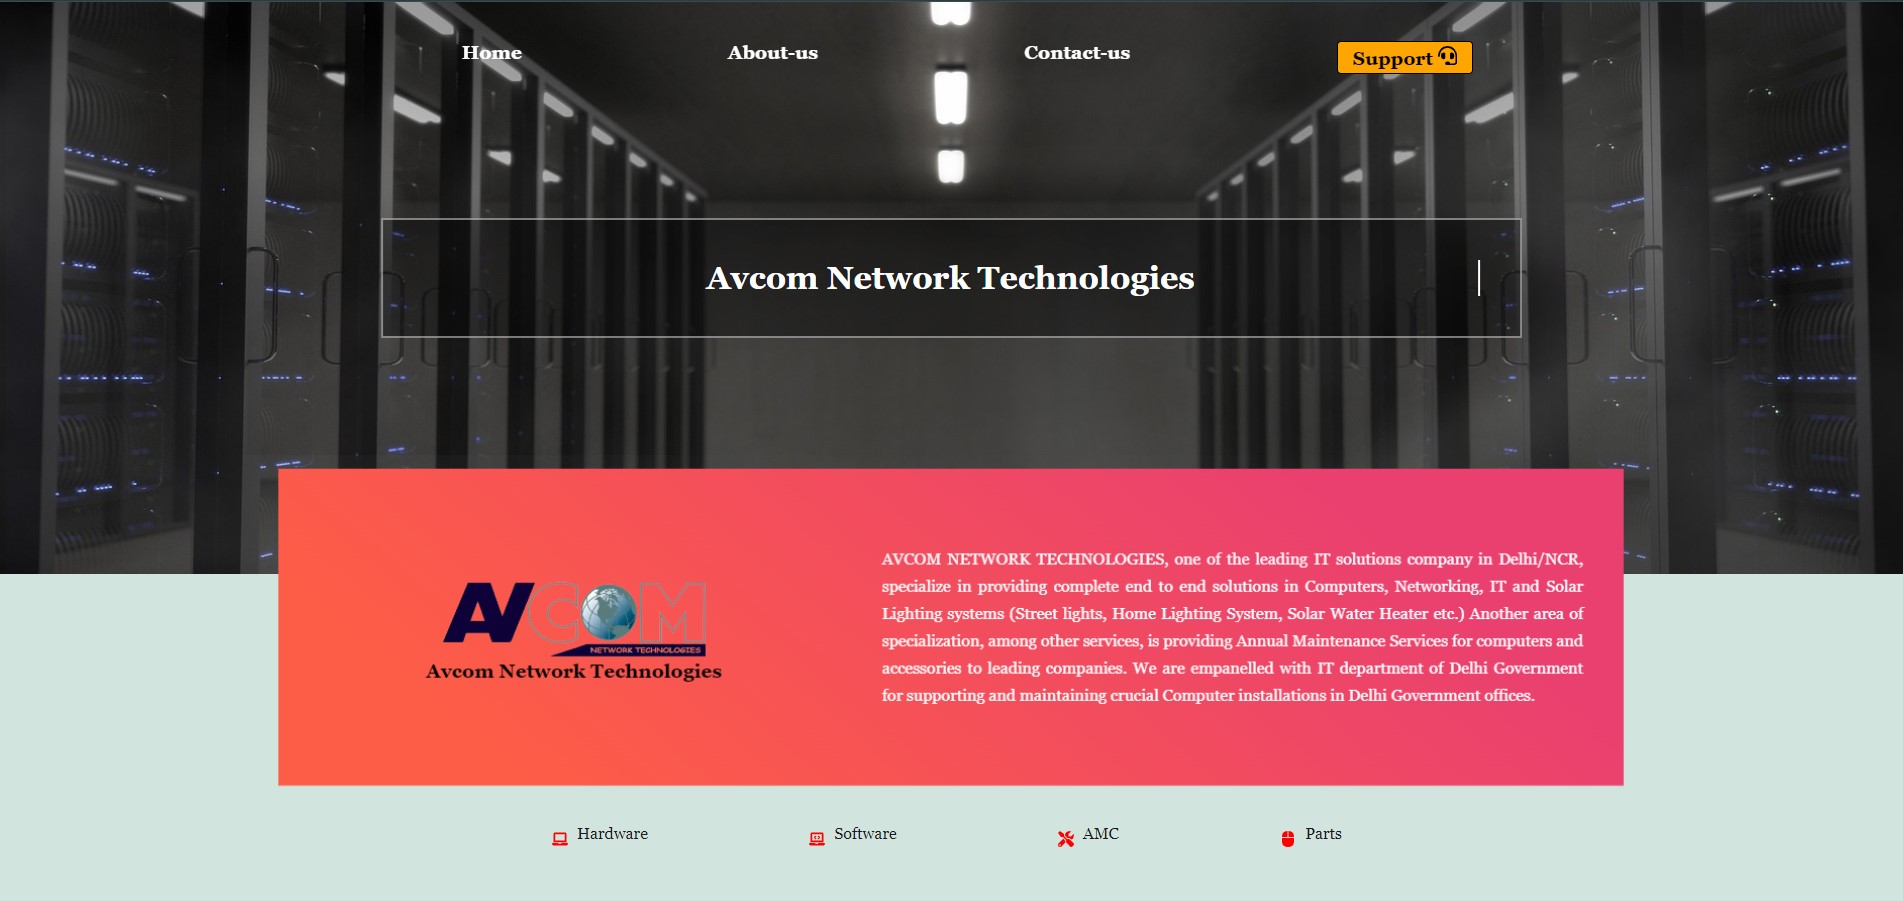 Home
About-us
Contact-us
Support
Avcom Network Technologies
AVCOM
NETWORK TECHNOLOGIES
Avcom Network Technologies
AVCOM NETWORK TECHNOLOGIES, one of the leading IT solutions company in Delhi/NCR,
specialize in providing complete end to end solutions in Computers, Networking, IT and Solar
Lighting systems (Street lights, Home Lighting System, Solar Water Heater etc.) Another area of
specialization, among other services, is providing Annual Maintenance Services for computers and
accessories to leading companies. We are empanelled with IT department of Delhi Government
for supporting and maintaining crucial Computer installations in Delhi Government offices.
Hardware
Software
AMC
Parts